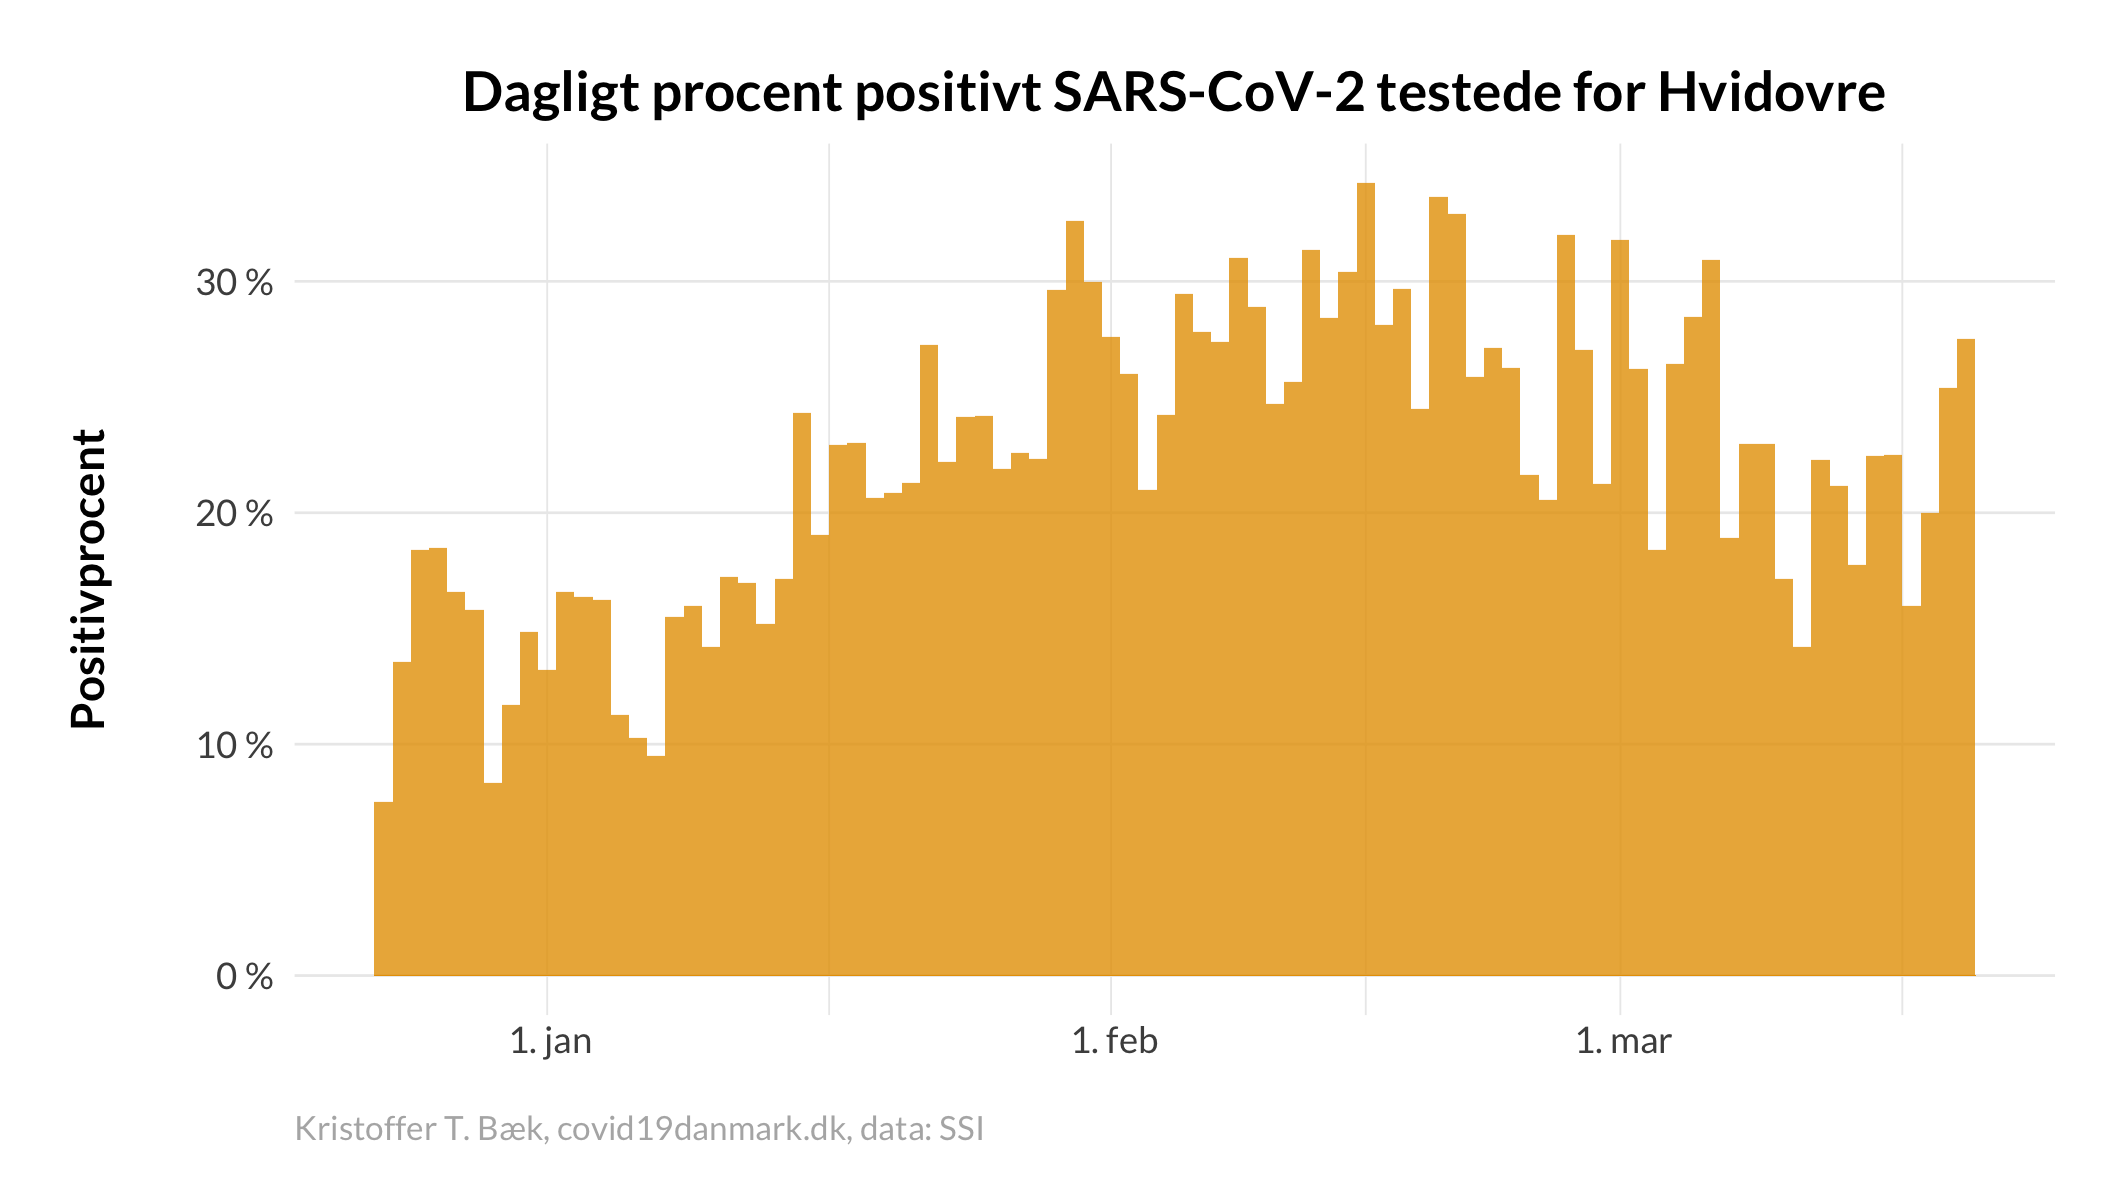 Dagligt procent positivt SARS-CoV-2 testede for Hvidovre
Positivprocent
30 %
20 %
10 %
0 %
1. jan
1. feb
1. mar
Kristoffer T. Bæk, covid19danmark.dk, data: SSI